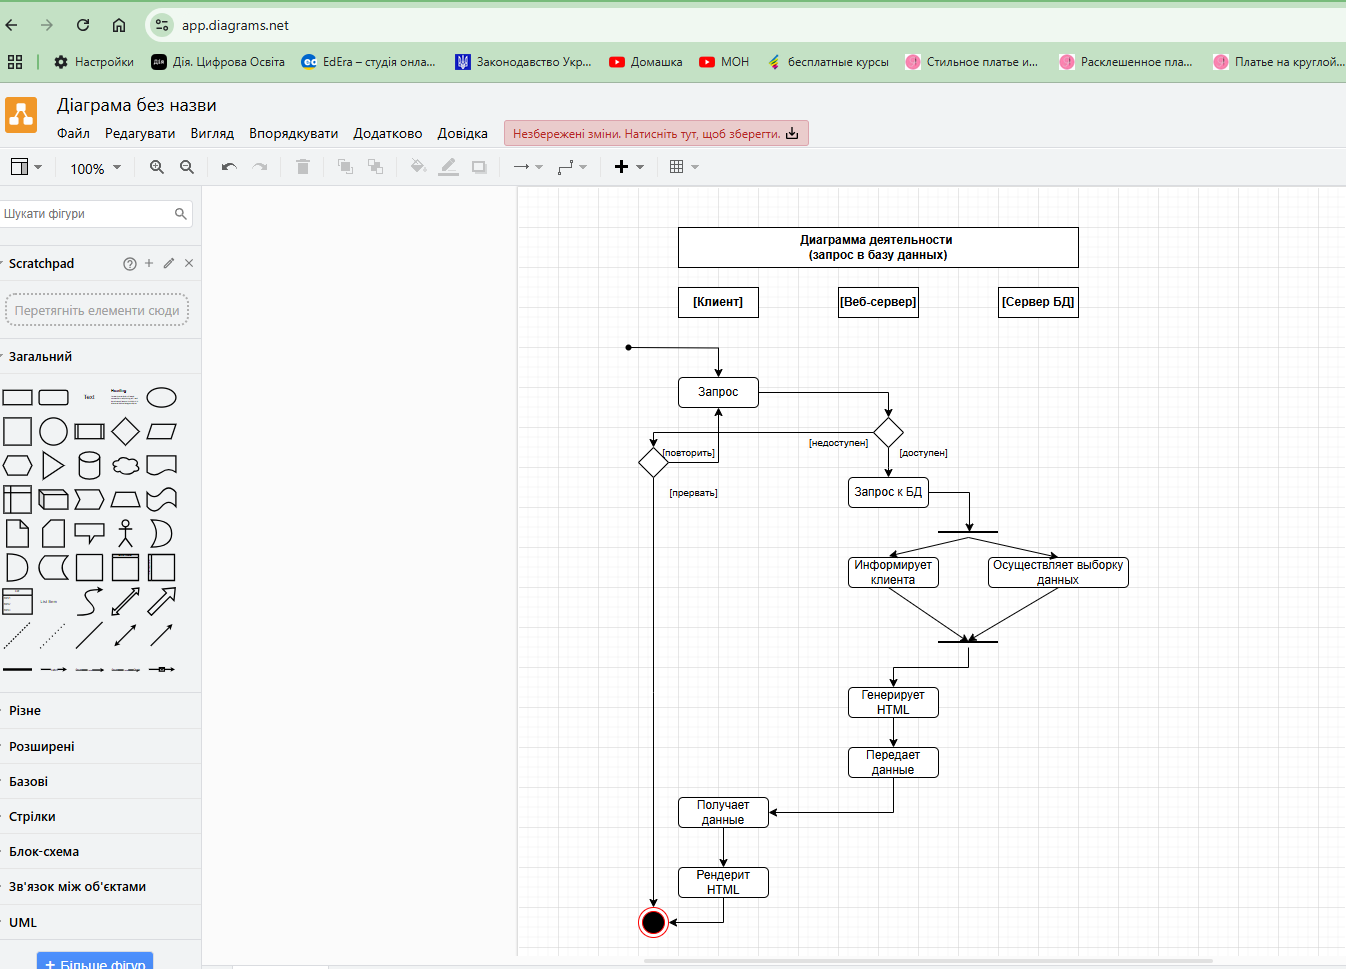 app.diagrams.net
Настройки
Дія. Цифрова Освіта
EdEra – студія онла...
Законодавство Укр...
Домашка
МОН
бесплатные курсы
Стильное платье и...
Расклешенное пла...
Платье на круглой...
Діаграма без назви
Файл
Редагувати
Вигляд
Впорядкувати
Додатково
Довідка
Незбережені зміни. Натисніть тут, щоб зберегти.
100%
Шукати фігури
Scratchpad
Перетягніть елементи сюди
Загальний
Text
Heading
List Item
Різне
Розширені
Базові
Стрілки
Блок-схема
Зв'язок між об'єктами
UML
+ Більше фігур
Диаграмма деятельности
(запрос в базу данных)
[Клиент]
[Веб-сервер]
[Сервер БД]
Запрос
[недоступен]
[повторить]
[доступен]
[прервать]
Запрос к БД
Информирует
клиента
Осуществляет выборку
данных
Генерирует
HTML
Передает
данные
Получает
данные
Рендерит
HTML